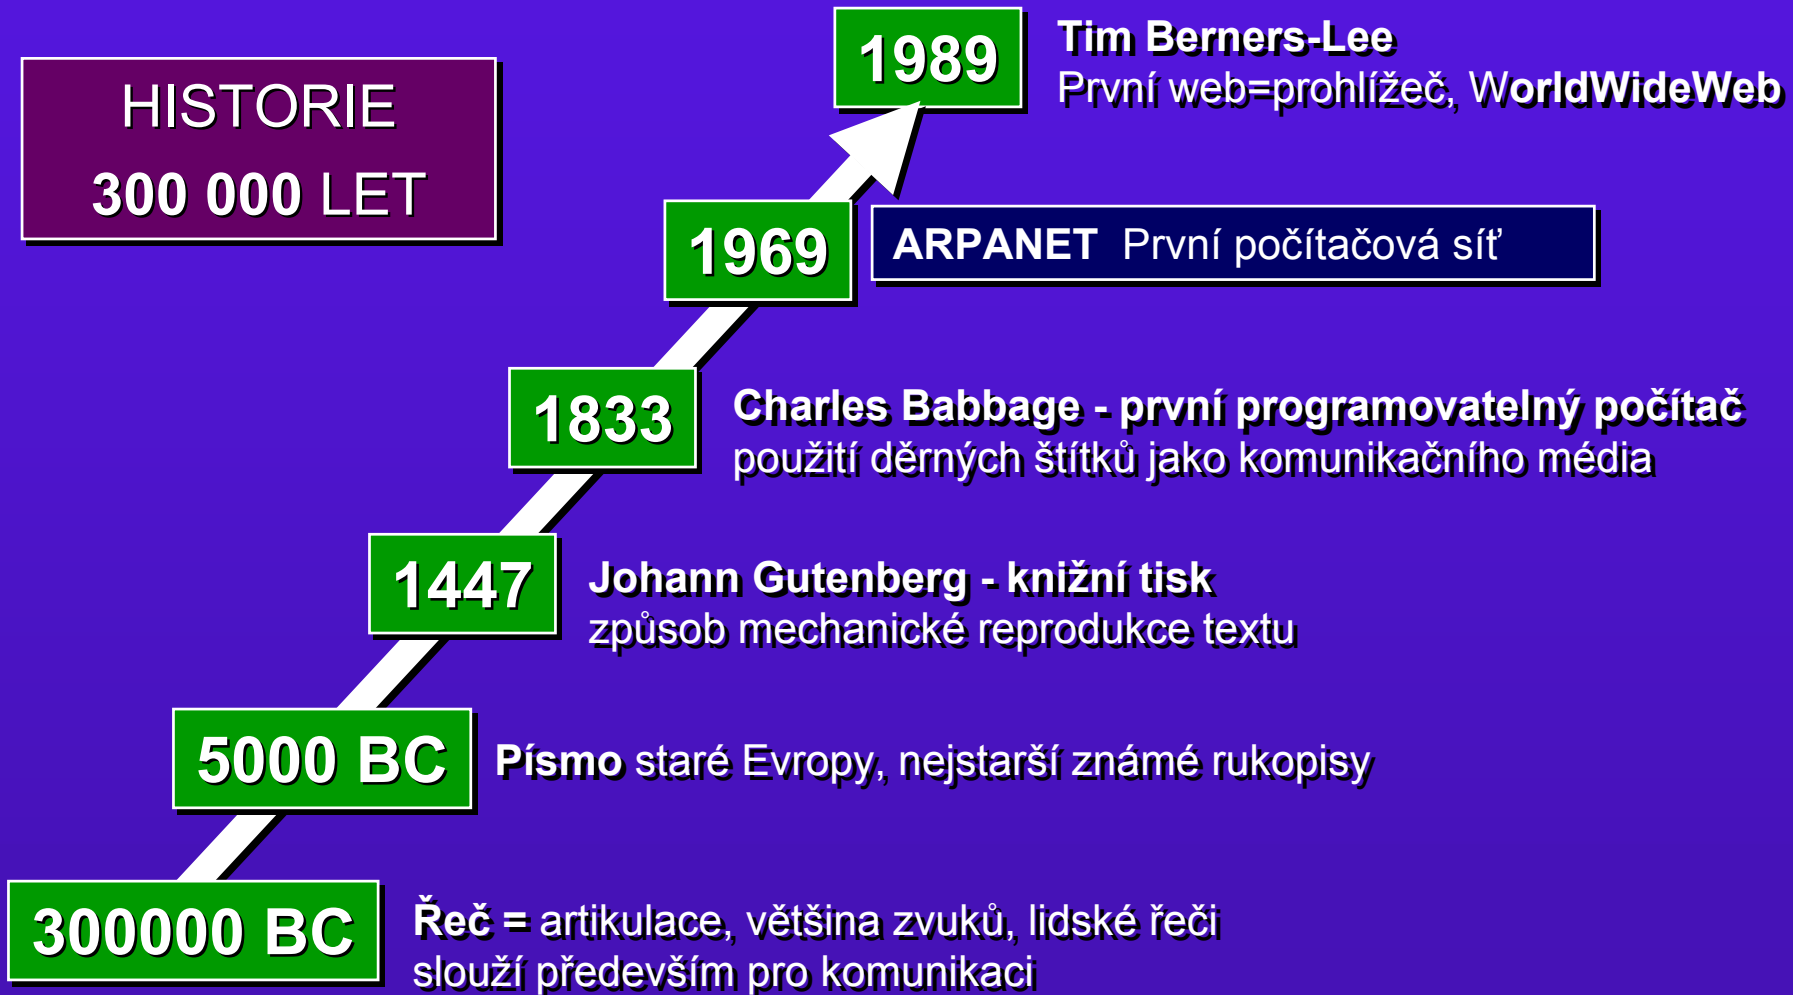 HISTORIE
300 000 LET
1989
Tim Berners-Lee
První web=prohlížeč, WorldWideWeb
1969
ARPANET První počítačová síť
1833
Charles Babbage - první programovatelný počítač
použití děrných štítků jako komunikačního média
1447
Johann Gutenberg - knižní tisk
způsob mechanické reprodukce textu
5000 BC
Písmo staré Evropy, nejstarší známé rukopisy
300000 BC
Řeč = artikulace, většina zvuků, lidské řeči
slouží především pro komunikaci